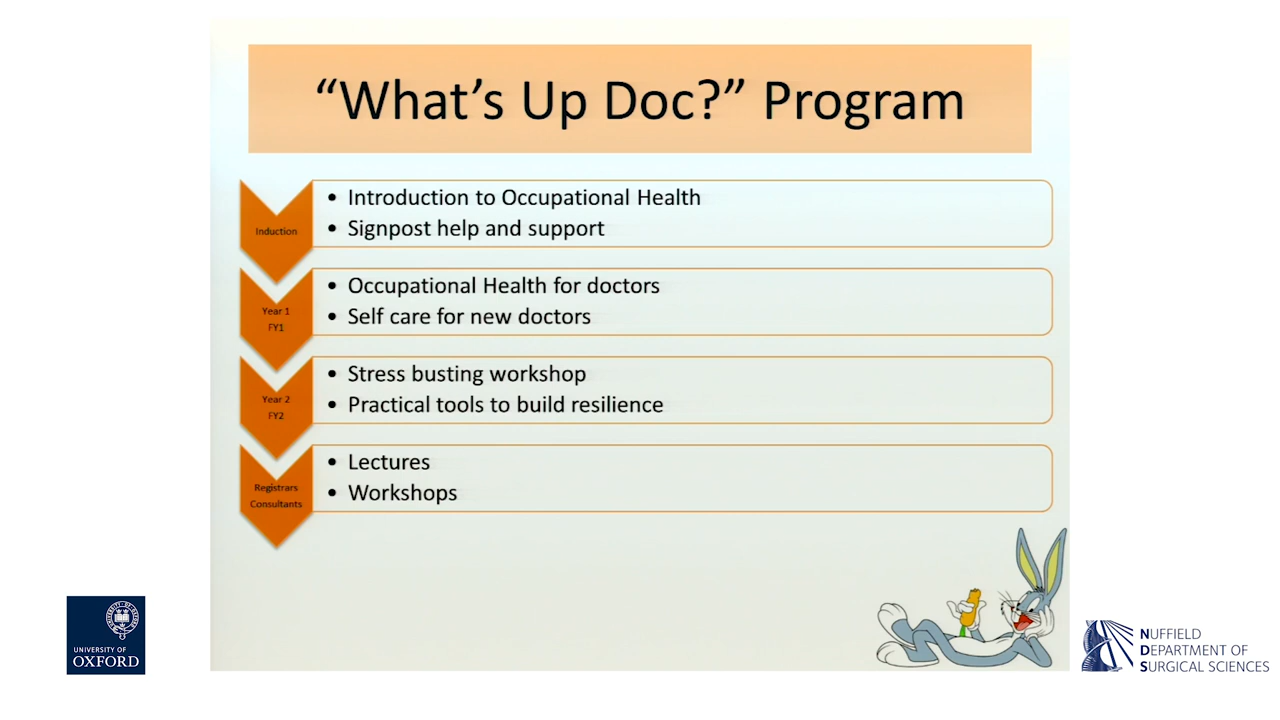 “What’s Up Doc?” Program
Induction
• Introduction to Occupational Health
• Signpost help and support
Year 1
FY1
• Occupational Health for doctors
• Self care for new doctors
Year 2
FY2
• Stress busting workshop
• Practical tools to build resilience
Registrars
Consultants
• Lectures
• Workshops
UNIVERSITY OF
OXFORD
NUFFIELD
DEPARTMENT OF
SURGICAL SCIENCES